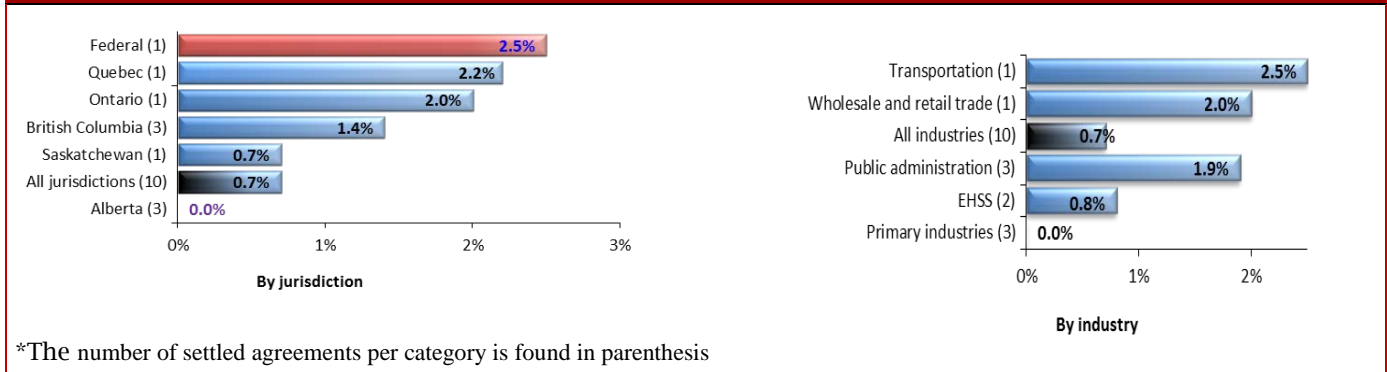 Federal (1) 2.5%
Quebec (1) 2.2%
Ontario (1) 2.0%
British Columbia (3) 1.4%
Saskatchewan (1) 0.7%
All jurisdictions (10) 0.7%
Alberta (3) 0.0%
0% 1% 2% 3%
By jurisdiction
Transportation (1) 2.5%
Wholesale and retail trade (1) 2.0%
All industries (10) 0.7%
Public administration (3) 1.9%
EHSS (2) 0.8%
Primary industries (3) 0.0%
0% 1% 2%
By industry
*The number of settled agreements per category is found in parenthesis